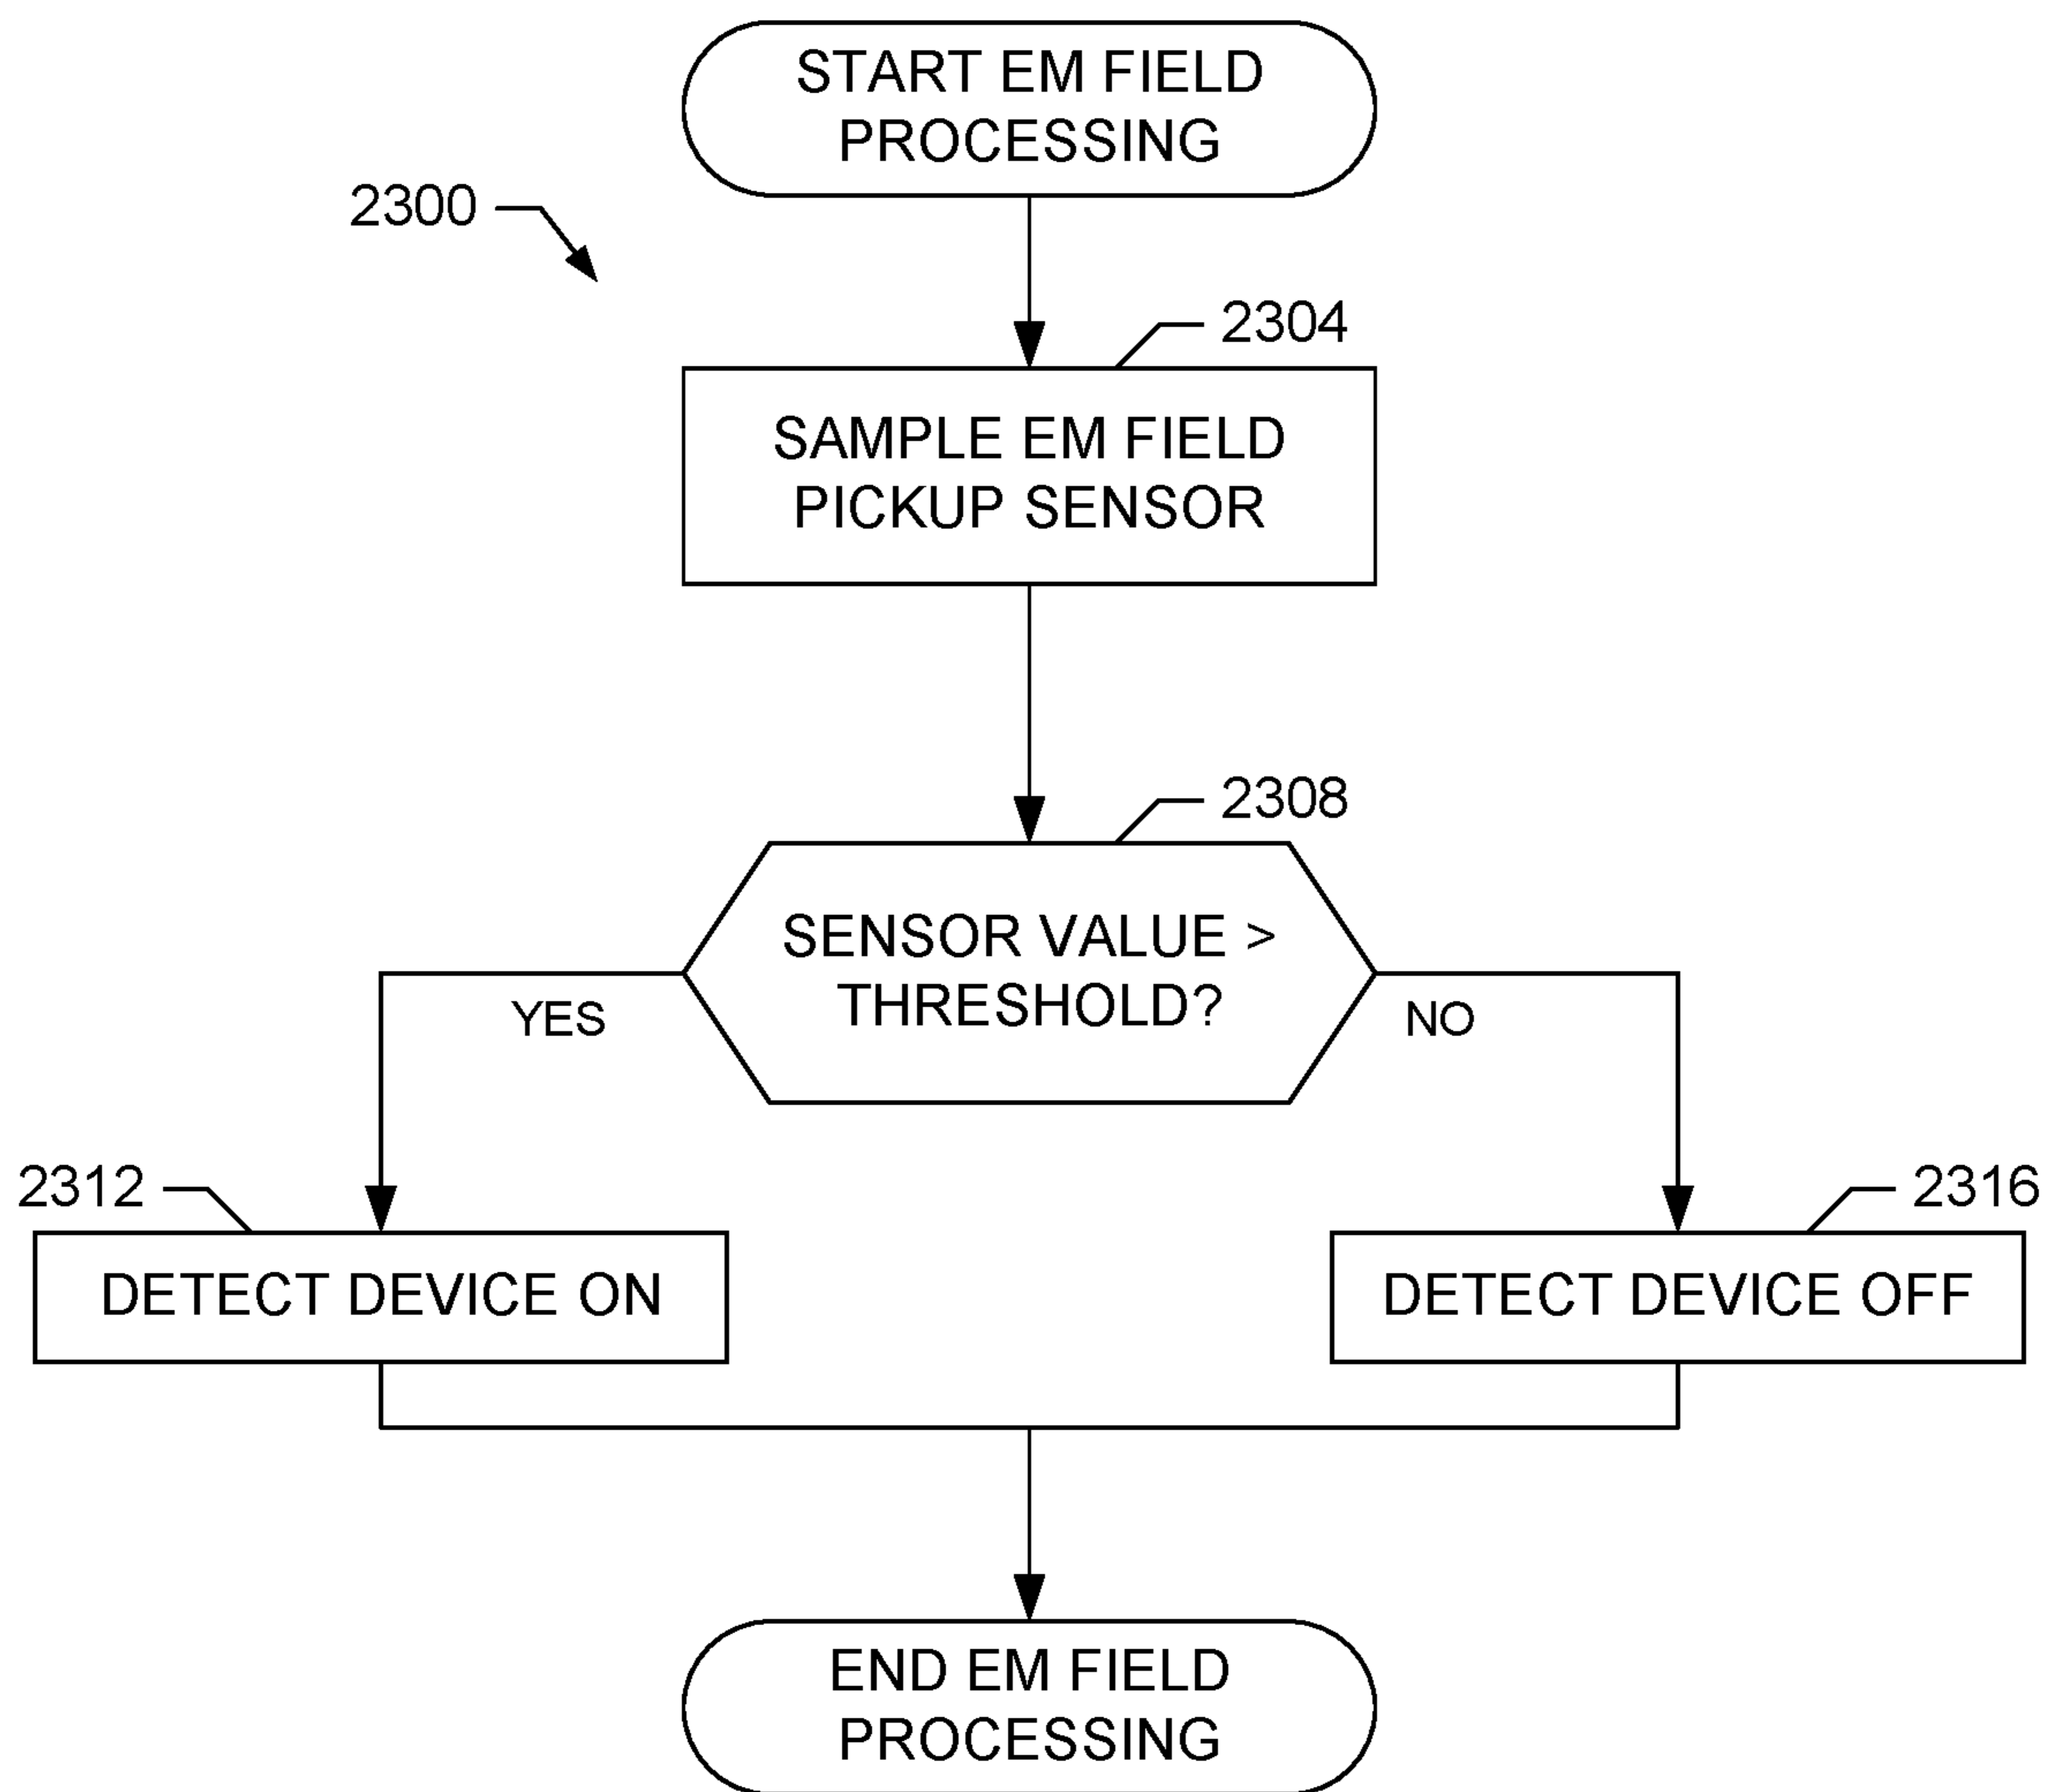 START EM FIELD
PROCESSING
2300
2304
SAMPLE EM FIELD
PICKUP SENSOR
2308
SENSOR VALUE >
THRESHOLD?
YES
NO
2312
2316
DETECT DEVICE ON
DETECT DEVICE OFF
END EM FIELD
PROCESSING